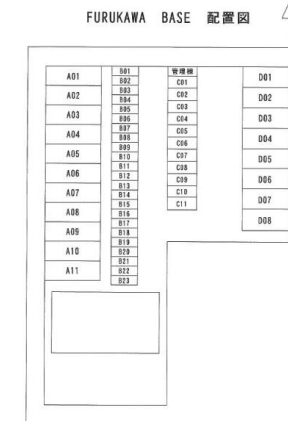 FURUKAWA BASE 配置図
A01
A02
A03
A04
A05
A06
A07
A08
A09
A10
A11
B01
B02
B03
B04
B05
B06
B07
B08
B09
B10
B11
B12
B13
B14
B15
B16
B17
B18
B19
B20
B21
B22
B23
管理棟
C01
C02
C03
C04
C05
C06
C07
C08
C09
C10
C11
D01
D02
D03
D04
D05
D06
D07
D08